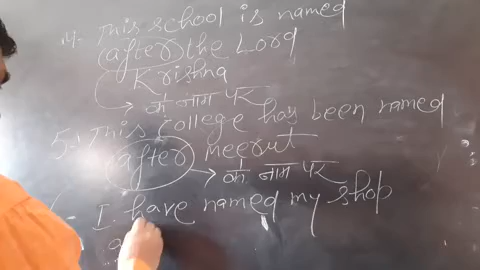 4. This school is named
(after) the Lord
Krishna
के नाम पर
5. This college has been named
after Meerut
के नाम पर
I have named my shop
a